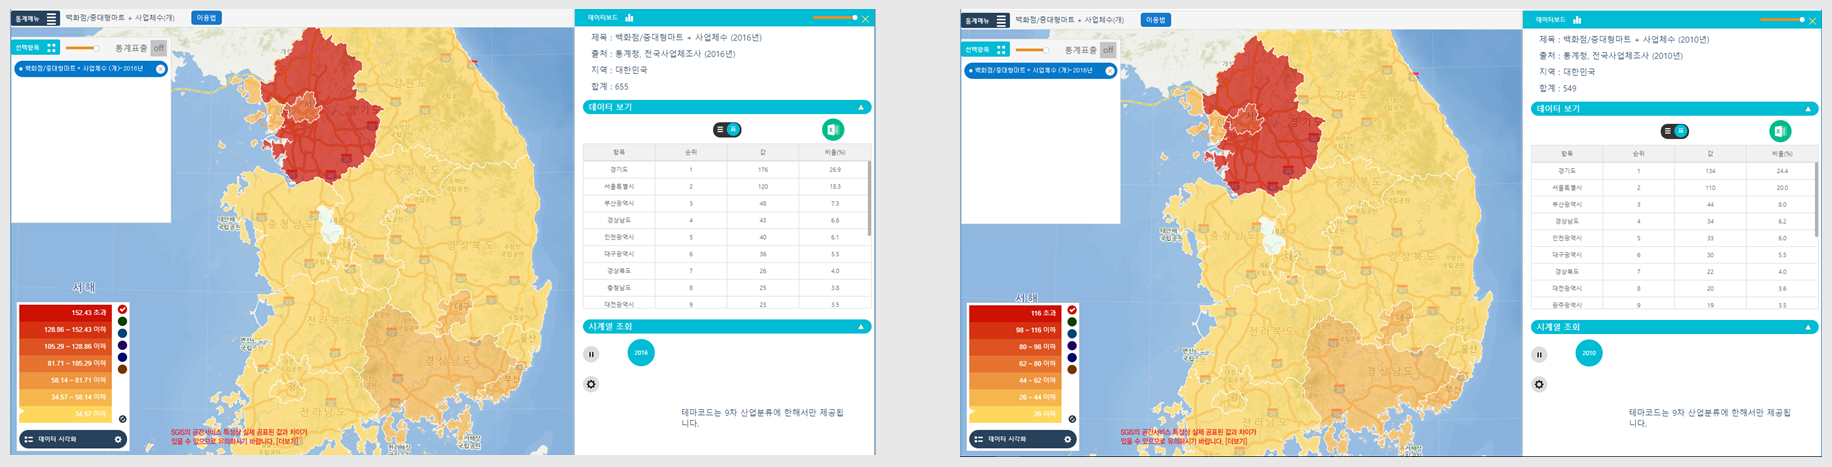 통계메뉴 백화점/중대형마트 + 사업체수(개) 이용법
선택항목 통계표출 off
백화점/중대형마트 + 사업체수 (개)-2016년
경기도
강원도
충청북도
충청남도
세종
대전
경상북도
대구
전라북도
경상남도
울산
부산
광주
전라남도
서해
152.43 초과
128.86 ~ 152.43 이하
105.29 ~ 128.86 이하
81.71 ~ 105.29 이하
58.14 ~ 81.71 이하
34.57 ~ 58.14 이하
34.57 이하
데이터 시각화
SGIS의 공간서비스 특성상 실제 공표된 값과 차이가
있을 수 있으므로 유의하시기 바랍니다. [더보기]
데이터보드
제목 : 백화점/중대형마트 + 사업체수 (2016년)
출처 : 통계청, 전국사업체조사 (2016년)
지역 : 대한민국
합계 : 655
데이터 보기
표
항목 순위 값 비율(%)
경기도 1 176 26.9
서울특별시 2 120 18.3
부산광역시 3 48 7.3
경상남도 4 43 6.6
인천광역시 5 40 6.1
대구광역시 6 36 5.5
경상북도 7 26 4.0
충청남도 8 25 3.8
대전광역시 9 23 3.5
시계열 조회
2016
테마코드는 9차 산업분류에 한해서만 제공됩
니다.
통계메뉴 백화점/중대형마트 + 사업체수(개) 이용법
선택항목 통계표출 off
백화점/중대형마트 + 사업체수 (개)-2016년
경기도
강원도
충청북도
충청남도
대전
경상북도
대구
전라북도
경상남도
울산
부산
전라남도
서해
116 초과
98 ~ 116 이하
80 ~ 98 이하
62 ~ 80 이하
44 ~ 62 이하
26 ~ 44 이하
26 이하
데이터 시각화
SGIS의 공간서비스 특성상 실제 공표된 값과 차이가
있을 수 있으므로 유의하시기 바랍니다. [더보기]
데이터보드
제목 : 백화점/중대형마트 + 사업체수 (2010년)
출처 : 통계청, 전국사업체조사 (2010년)
지역 : 대한민국
합계 : 549
데이터 보기
표
항목 순위 값 비율(%)
경기도 1 134 24.4
서울특별시 2 110 20.0
부산광역시 3 44 8.0
경상남도 4 34 6.2
인천광역시 5 33 6.0
대구광역시 6 30 5.5
경상북도 7 22 4.0
대전광역시 8 20 3.6
광주광역시 9 19 3.5
시계열 조회
2010
테마코드는 9차 산업분류에 한해서만 제공됩
니다.